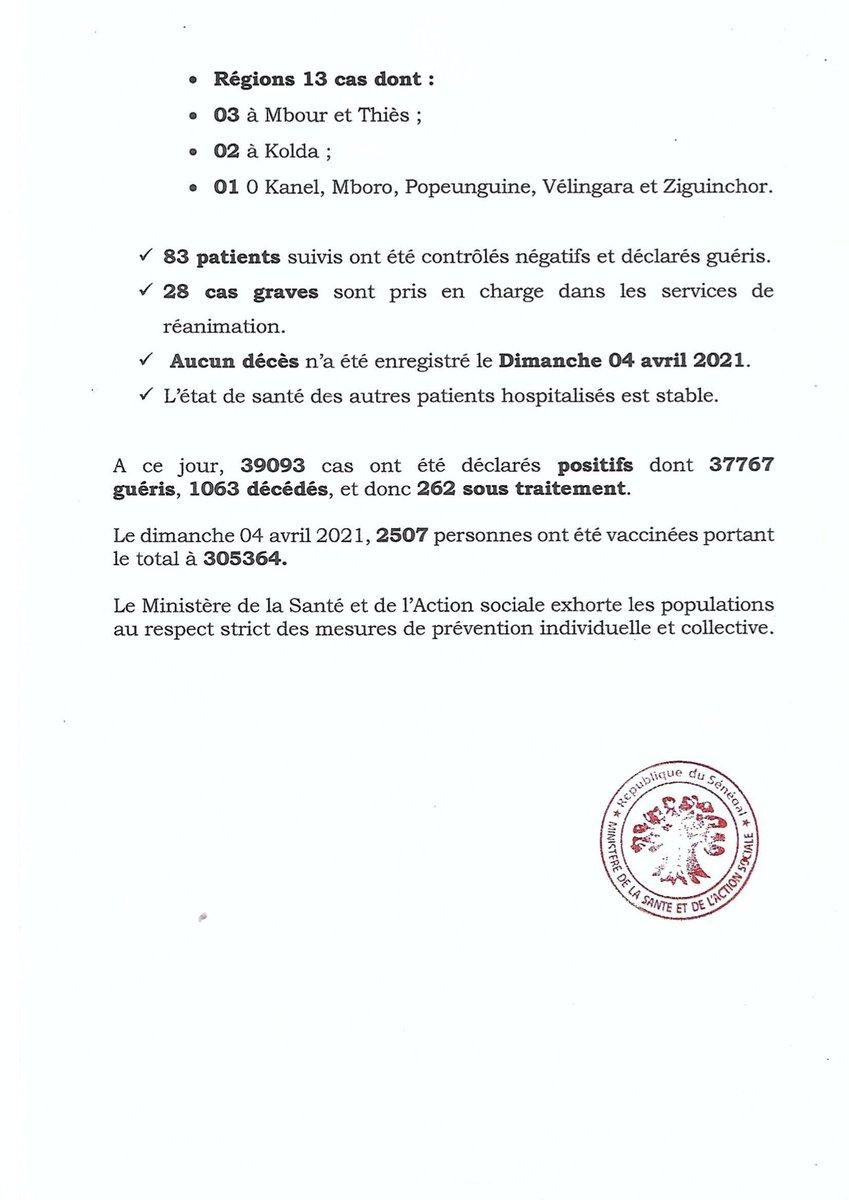 • Régions 13 cas dont :
• 03 à Mbour et Thiès ;
• 02 à Kolda ;
• 01 0 Kanel, Mboro, Popeunguine, Vélingara et Ziguinchor.
✓ 83 patients suivis ont été contrôlés négatifs et déclarés guéris.
✓ 28 cas graves sont pris en charge dans les services de
réanimation.
✓ Aucun décès n'a été enregistré le Dimanche 04 avril 2021.
✓ L'état de santé des autres patients hospitalisés est stable.
A ce jour, 39093 cas ont été déclarés positifs dont 37767
guéris, 1063 décédés, et donc 262 sous traitement.
Le dimanche 04 avril 2021, 2507 personnes ont été vaccinées portant
le total à 305364.
Le Ministère de la Santé et de l'Action sociale exhorte les populations
au respect strict des mesures de prévention individuelle et collective.
★ Republique du Sénégal ★
MINISTÈRE DE LA SANTE ET DE L'ACTION SOCIALE